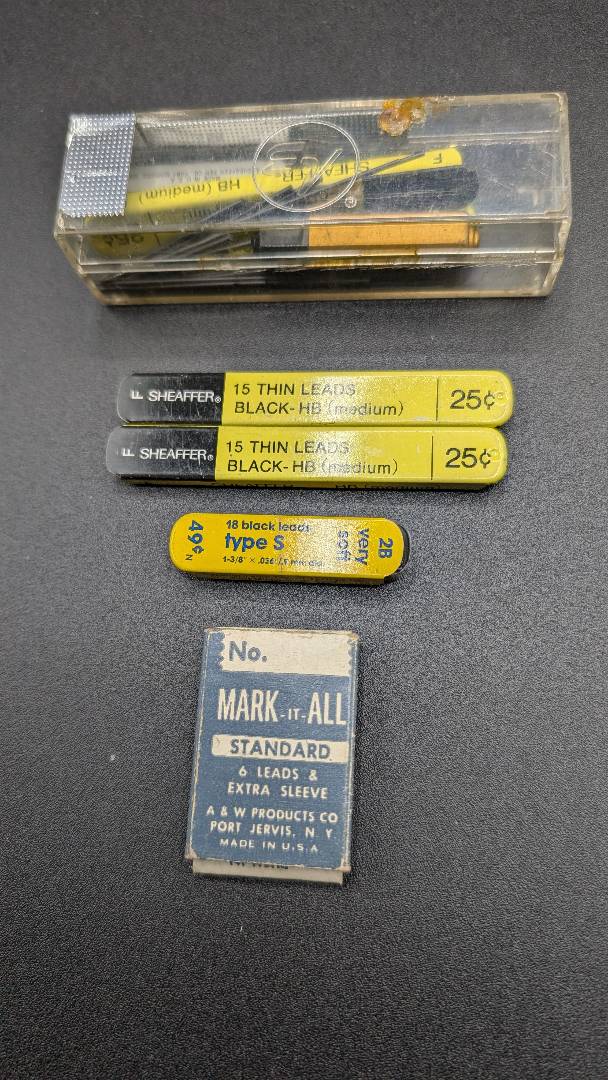 SHEAFFER
HB (medium)
F
®
F SHEAFFER®
15 THIN LEADS
BLACK-HB (medium)
25¢
F SHEAFFER®
15 THIN LEADS
BLACK-HB (medium)
25¢
49¢
N
18 black leads
type S
very
soft
2B
No.
MARK-IT-ALL
STANDARD
6 LEADS &
EXTRA SLEEVE
A & W PRODUCTS CO
PORT JERVIS, N Y
MADE IN U.S.A